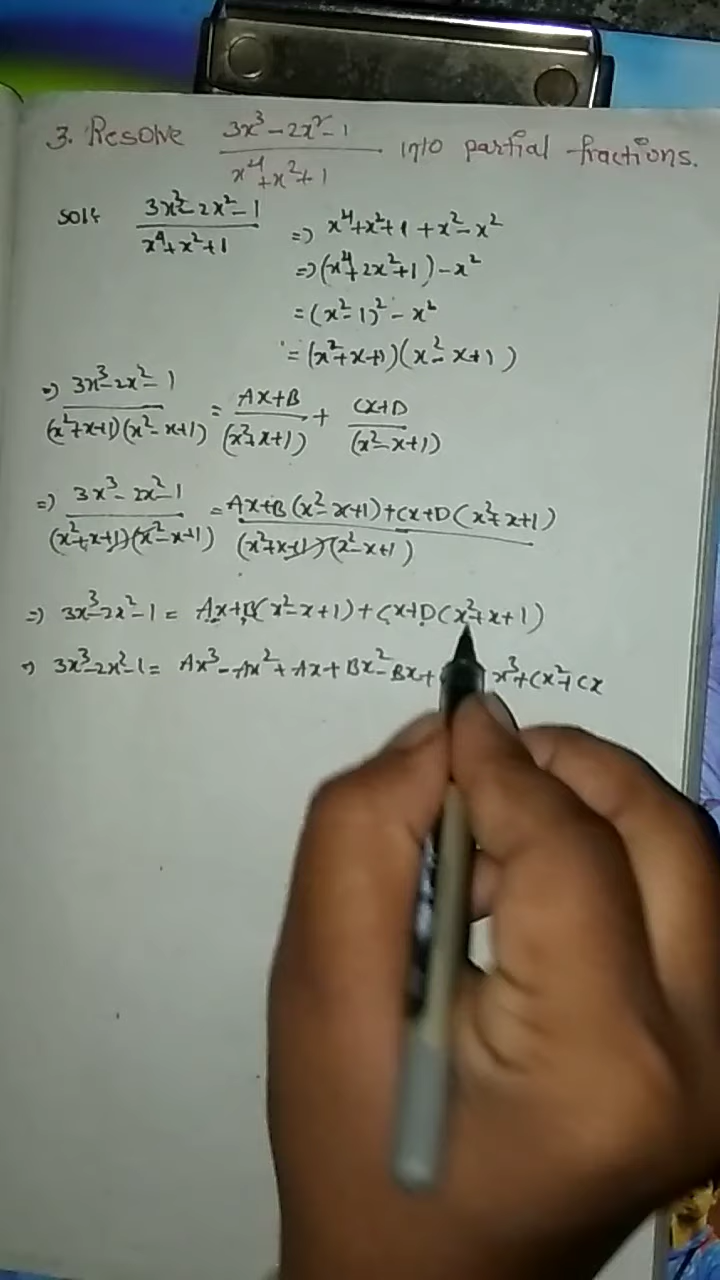 3. Resolve (3x³-2x²-1)/(x⁴+x²+1) into partial fractions.
Sol: (3x²-2x²-1)/(x⁴+x²+1) => x⁴+x²+1+x²-x²
=> (x⁴+2x²+1)-x²
= (x²-1)²-x²
= (x²+x+1)(x²-x+1)
=> (3x³-2x²-1)/((x²+x+1)(x²-x+1)) = (Ax+B)/(x²+x+1) + (Cx+D)/(x²-x+1)
=> (3x³-2x²-1)/((x²+x+1)(x²-x+1)) = (Ax+B(x²-x+1)+Cx+D(x²+x+1))/((x²+x+1)(x²-x+1))
=> 3x³-2x²-1 = Ax+B(x²-x+1)+Cx+D(x²+x+1)
=> 3x³-2x²-1 = Ax³-Ax²+Ax+Bx²-Bx+ x³+Cx²+Cx